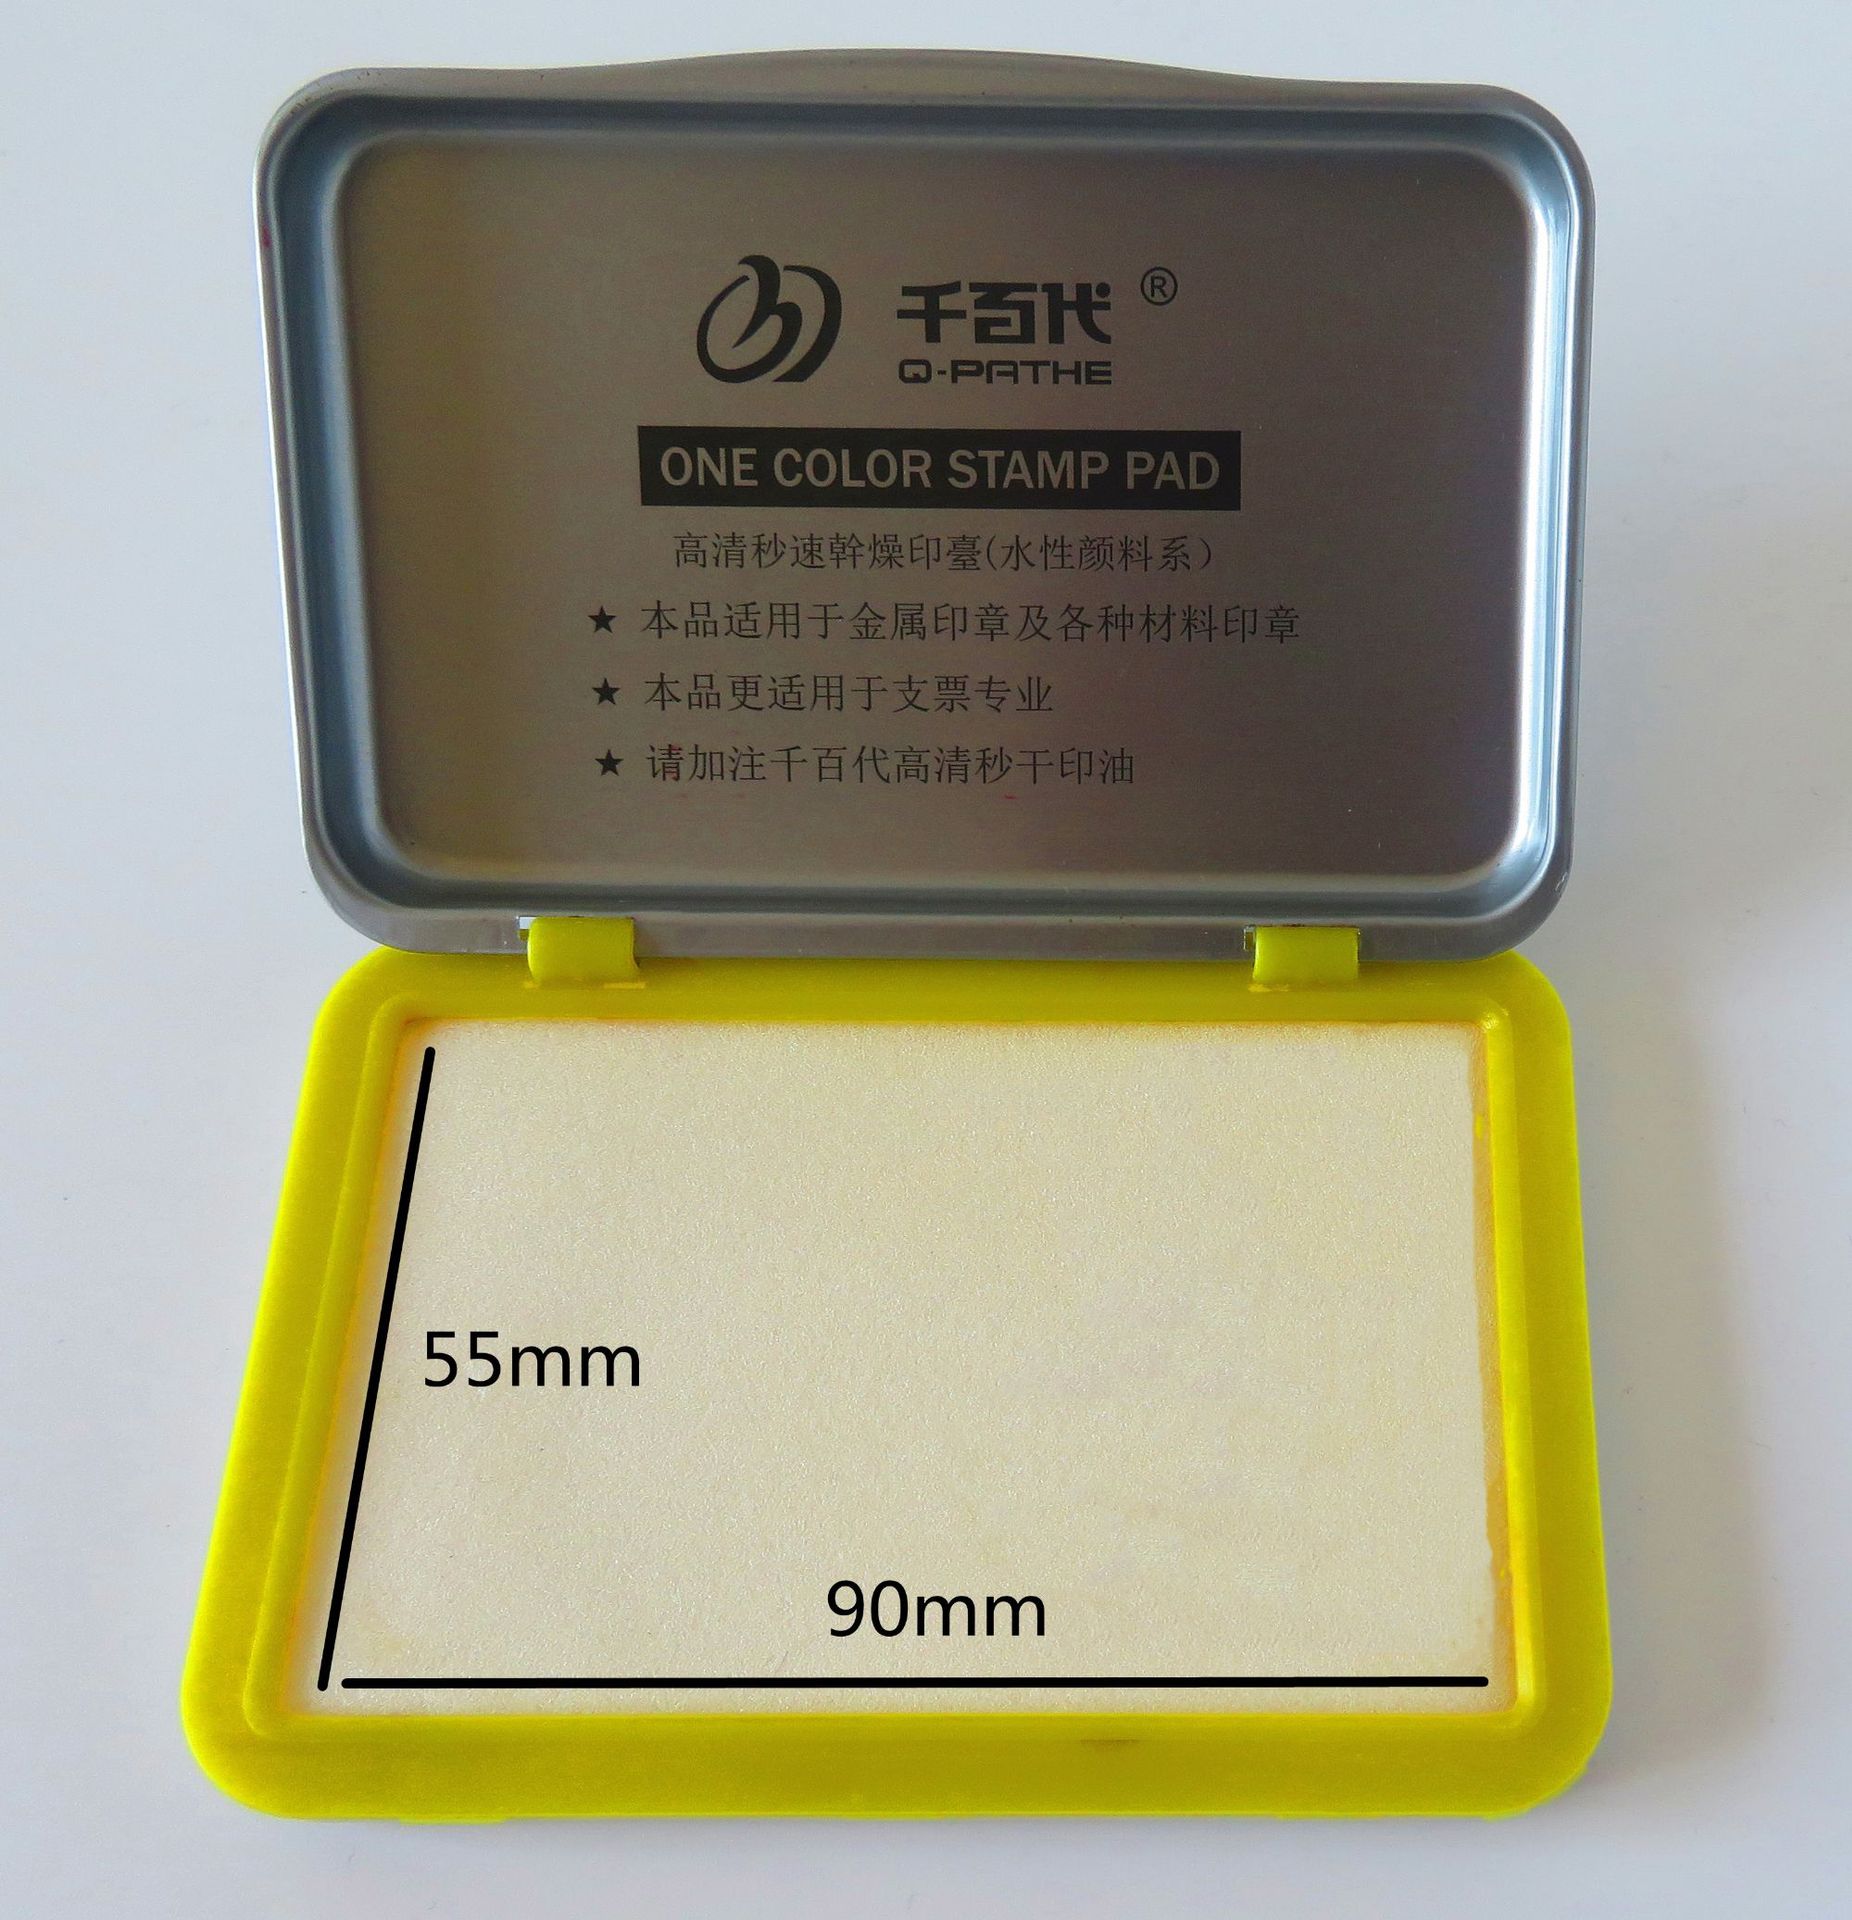 千百代 ®
Q-PATHE
ONE COLOR STAMP PAD
高清秒速幹燥印臺(水性颜料系)
★ 本品适用于金属印章及各种材料印章
★ 本品更适用于支票专业
★ 请加注千百代高清秒干印油
55mm
90mm